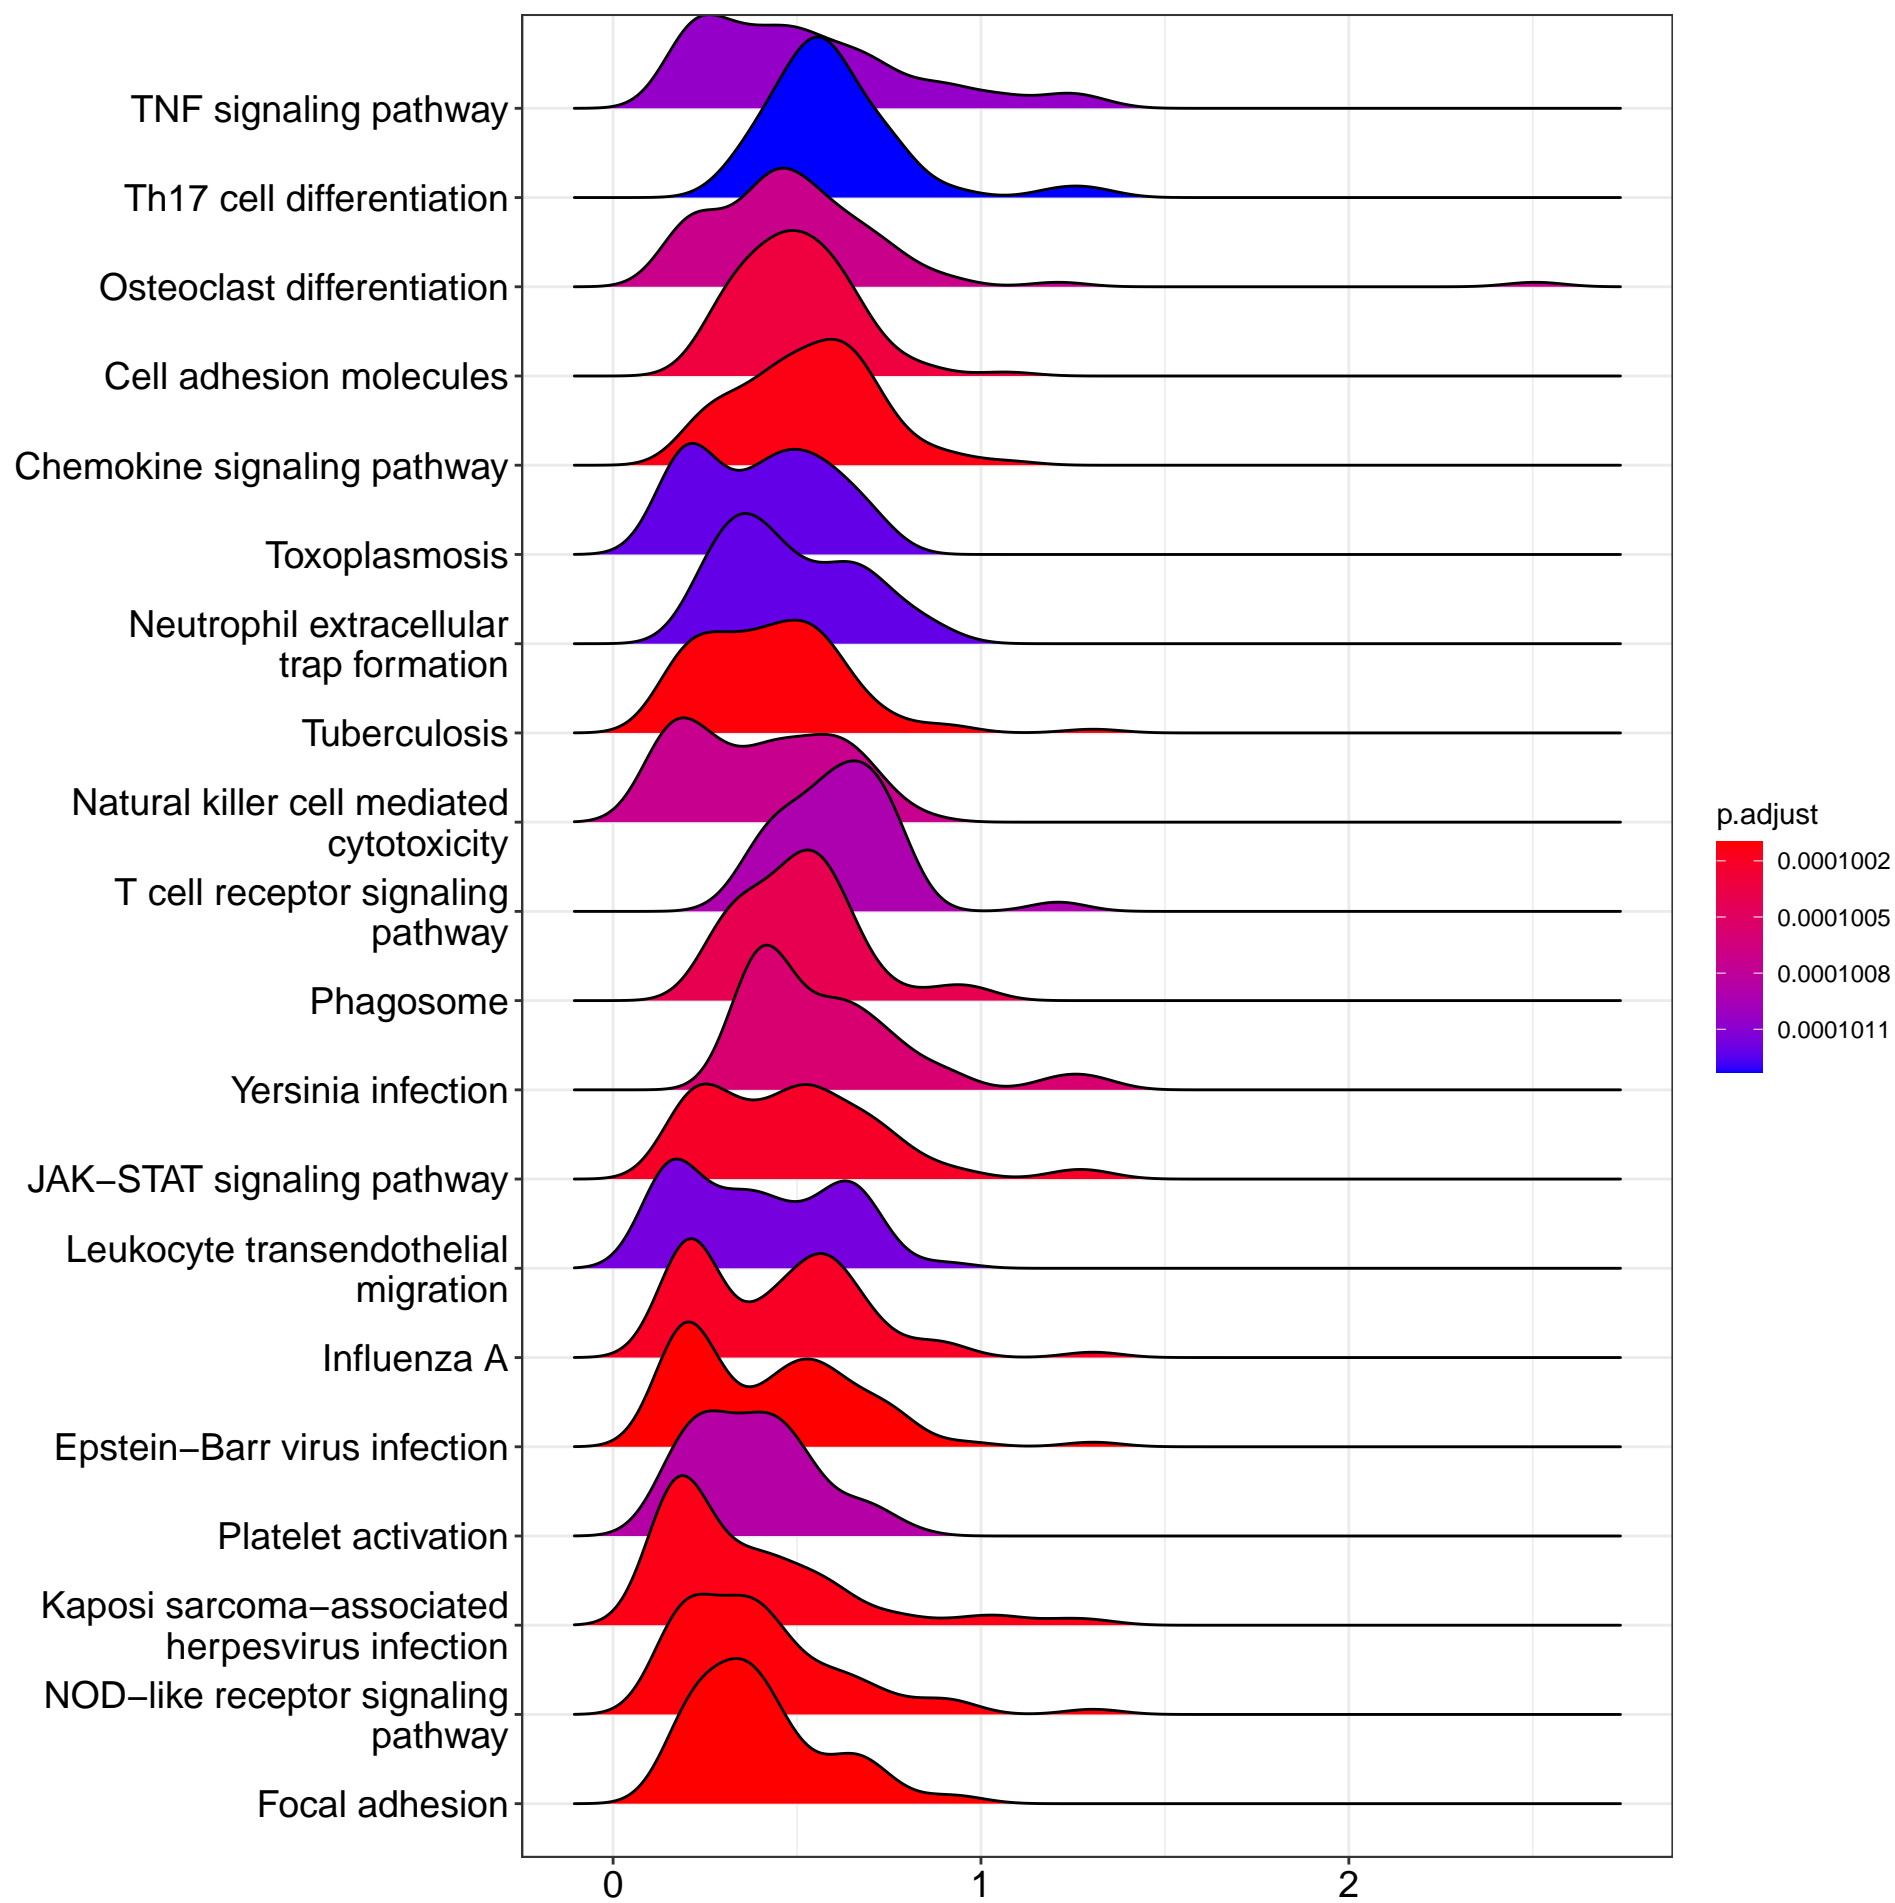 TNF signaling pathway
Th17 cell differentiation
Osteoclast differentiation
Cell adhesion molecules
Chemokine signaling pathway
Toxoplasmosis
Neutrophil extracellular
trap formation
Tuberculosis
Natural killer cell mediated
cytotoxicity
T cell receptor signaling
pathway
Phagosome
Yersinia infection
JAK−STAT signaling pathway
Leukocyte transendothelial
migration
Influenza A
Epstein−Barr virus infection
Platelet activation
Kaposi sarcoma−associated
herpesvirus infection
NOD−like receptor signaling
pathway
Focal adhesion
0 1 2
p.adjust
0.0001002
0.0001005
0.0001008
0.0001011